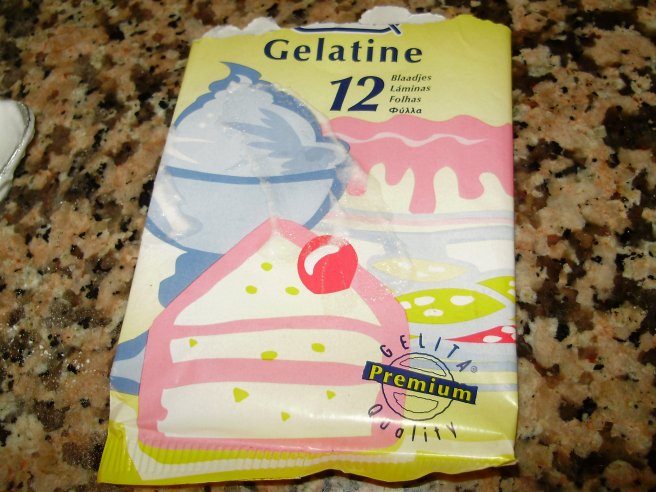 Gelatine
12
Blaadjes
Láminas
Folhas
Φύλλα
GELITA®
Premium
Quality